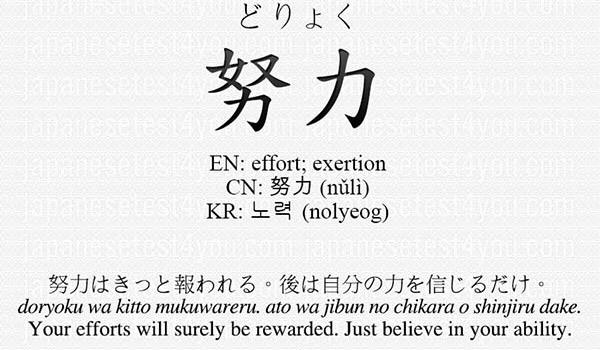 どりょく
努力
EN: effort; exertion
CN: 努力 (nǔlì)
KR: 노력 (nolyeog)
努力はきっと報われる。後は自分の力を信じるだけ。
doryoku wa kitto mukuwareru. ato wa jibun no chikara o shinjiru dake.
Your efforts will surely be rewarded. Just believe in your ability.